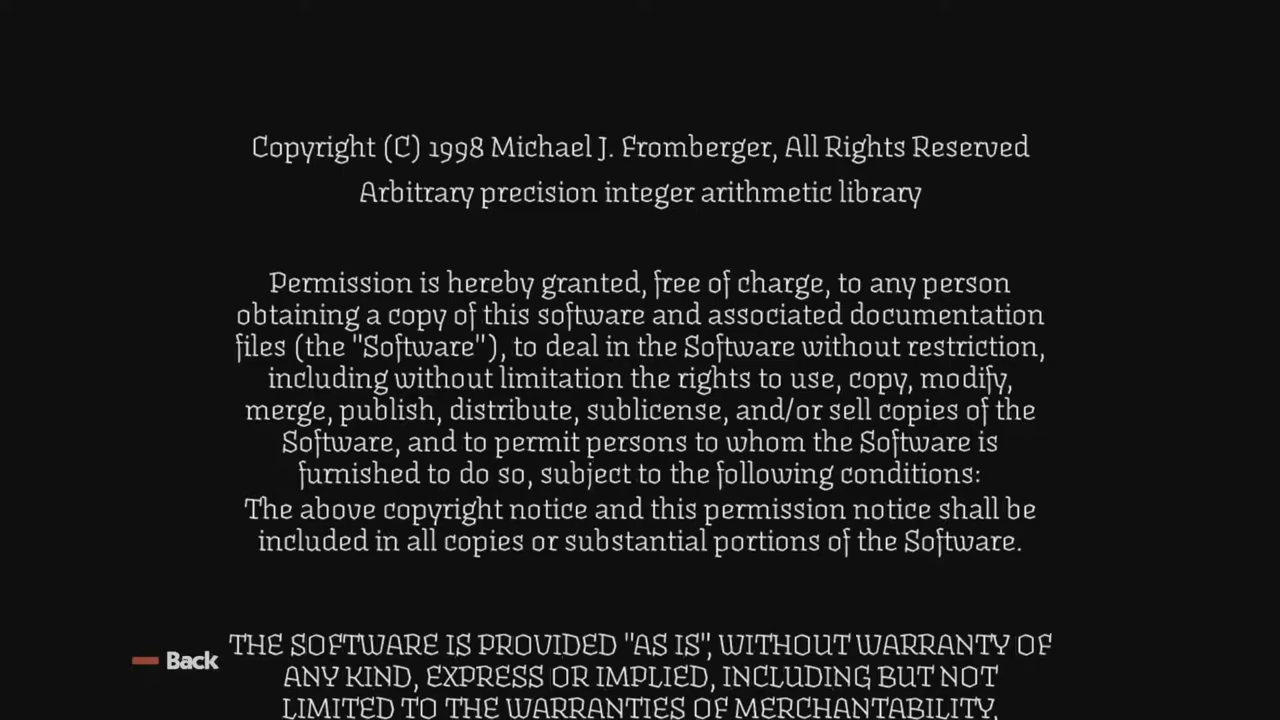 Copyright (C) 1998 Michael J. Fromberger, All Rights Reserved
Arbitrary precision integer arithmetic library
Permission is hereby granted, free of charge, to any person
obtaining a copy of this software and associated documentation
files (the "Software"), to deal in the Software without restriction,
including without limitation the rights to use, copy, modify,
merge, publish, distribute, sublicense, and/or sell copies of the
Software, and to permit persons to whom the Software is
furnished to do so, subject to the following conditions:
The above copyright notice and this permission notice shall be
included in all copies or substantial portions of the Software.
THE SOFTWARE IS PROVIDED "AS IS", WITHOUT WARRANTY OF
Back
ANY KIND, EXPRESS OR IMPLIED, INCLUDING BUT NOT
LIMITED TO THE WARRANTIES OF MERCHANTABILITY,